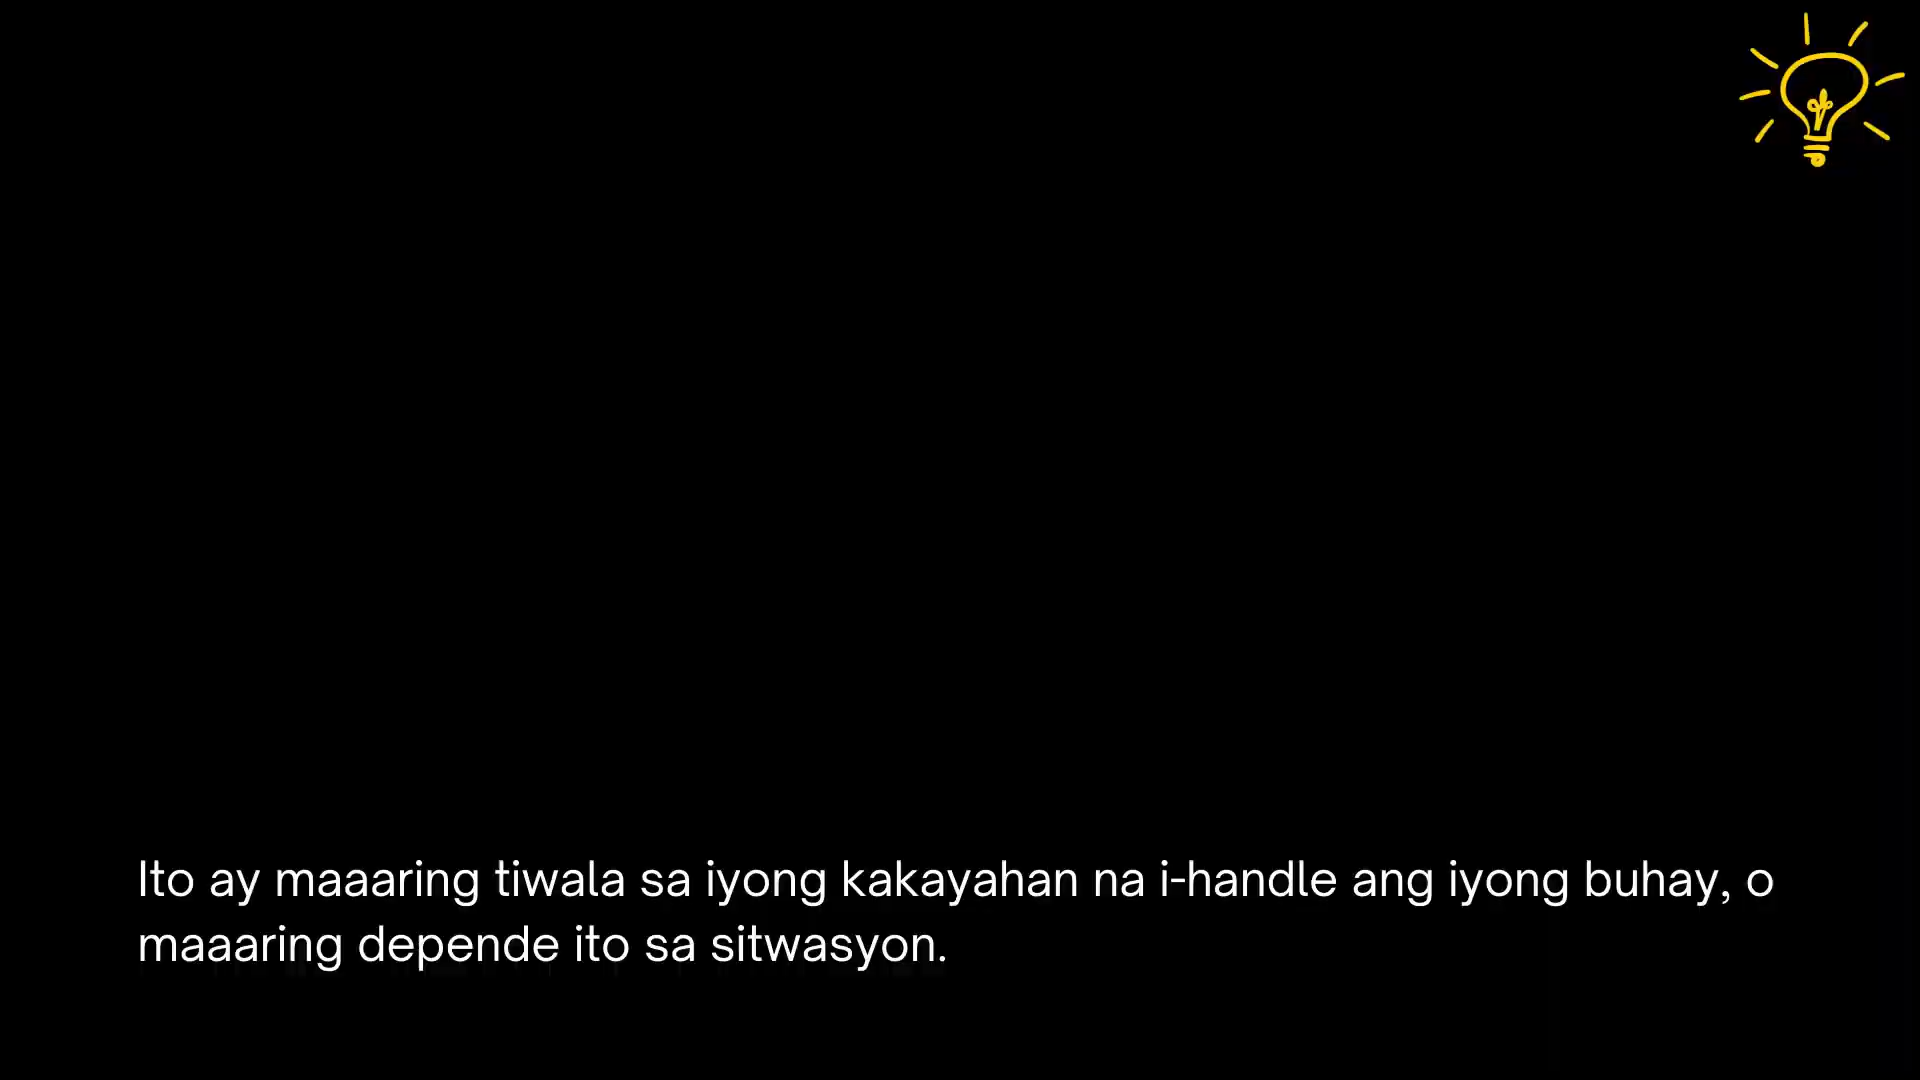 Ito ay maaaring tiwala sa iyong kakayahan na i-handle ang iyong buhay, o
maaaring depende ito sa sitwasyon.